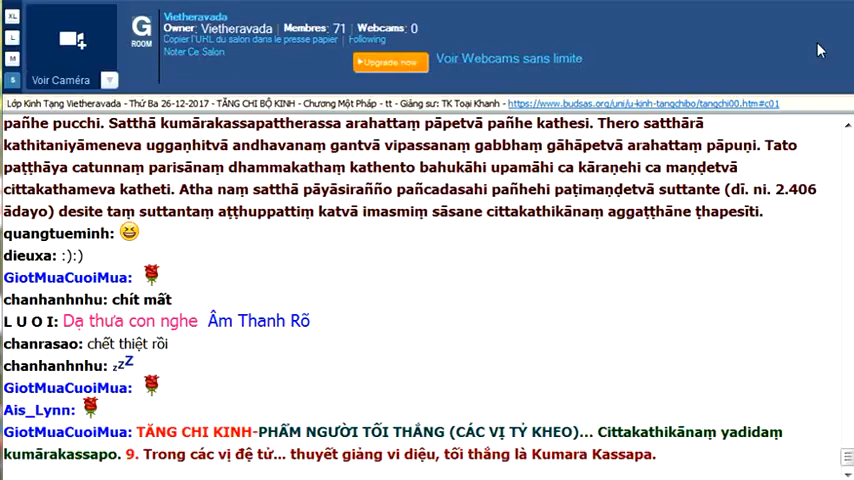 XL
L
M
S
Voir Caméra
G
ROOM
Vietheravada
Owner: Vietheravada | Membres: 71 | Webcams: 0
Copier l'URL du salon dans le presse papier | Following
Noter Ce Salon
Upgrade now
Voir Webcams sans limite
Lớp Kinh Tạng Vietheravada - Thứ Ba 26-12-2017 - TĂNG CHI BỘ KINH - Chương Một Pháp - tt - Giảng sư: TK Toại Khanh - https://www.budsas.org/uni/u-kinh-tangchibo/tangchi00.htm#c01
pañhe pucchi. Satthā kumārakassapattherassa arahattaṃ pāpetvā pañhe kathesi. Thero satthārā
kathitaniyāmeneva uggaṇhitvā andhavanaṃ gantvā vipassanaṃ gabbhaṃ gāhāpetvā arahattaṃ pāpuṇi. Tato
paṭṭhāya catunnaṃ parisānaṃ dhammakathaṃ kathento bahukāhi upamāhi ca kāraṇehi ca maṇḍetvā
cittakathameva katheti. Atha naṃ satthā pāyāsirañño pañcadasahi pañhehi paṭimaṇḍetvā suttante (dī. ni. 2.406
ādayo) desite taṃ suttantaṃ aṭṭhuppattiṃ katvā imasmiṃ sāsane cittakathikānaṃ aggaṭṭhāne ṭhapesīti.
quangtueminh:
dieuxa: :):)
GiotMuaCuoiMua:
chanhanhnhu: chít mất
L U O I: Dạ thưa con nghe Âm Thanh Rõ
chanrasao: chết thiệt rồi
chanhanhnhu: zzZ
GiotMuaCuoiMua:
Ais_Lynn:
GiotMuaCuoiMua: TĂNG CHI KINH-PHẨM NGƯỜI TỐI THẮNG (CÁC VỊ TỶ KHEO)... Cittakathikānaṃ yadidaṃ
kumārakassapo. 9. Trong các vị đệ tử... thuyết giảng vi diệu, tối thắng là Kumara Kassapa.